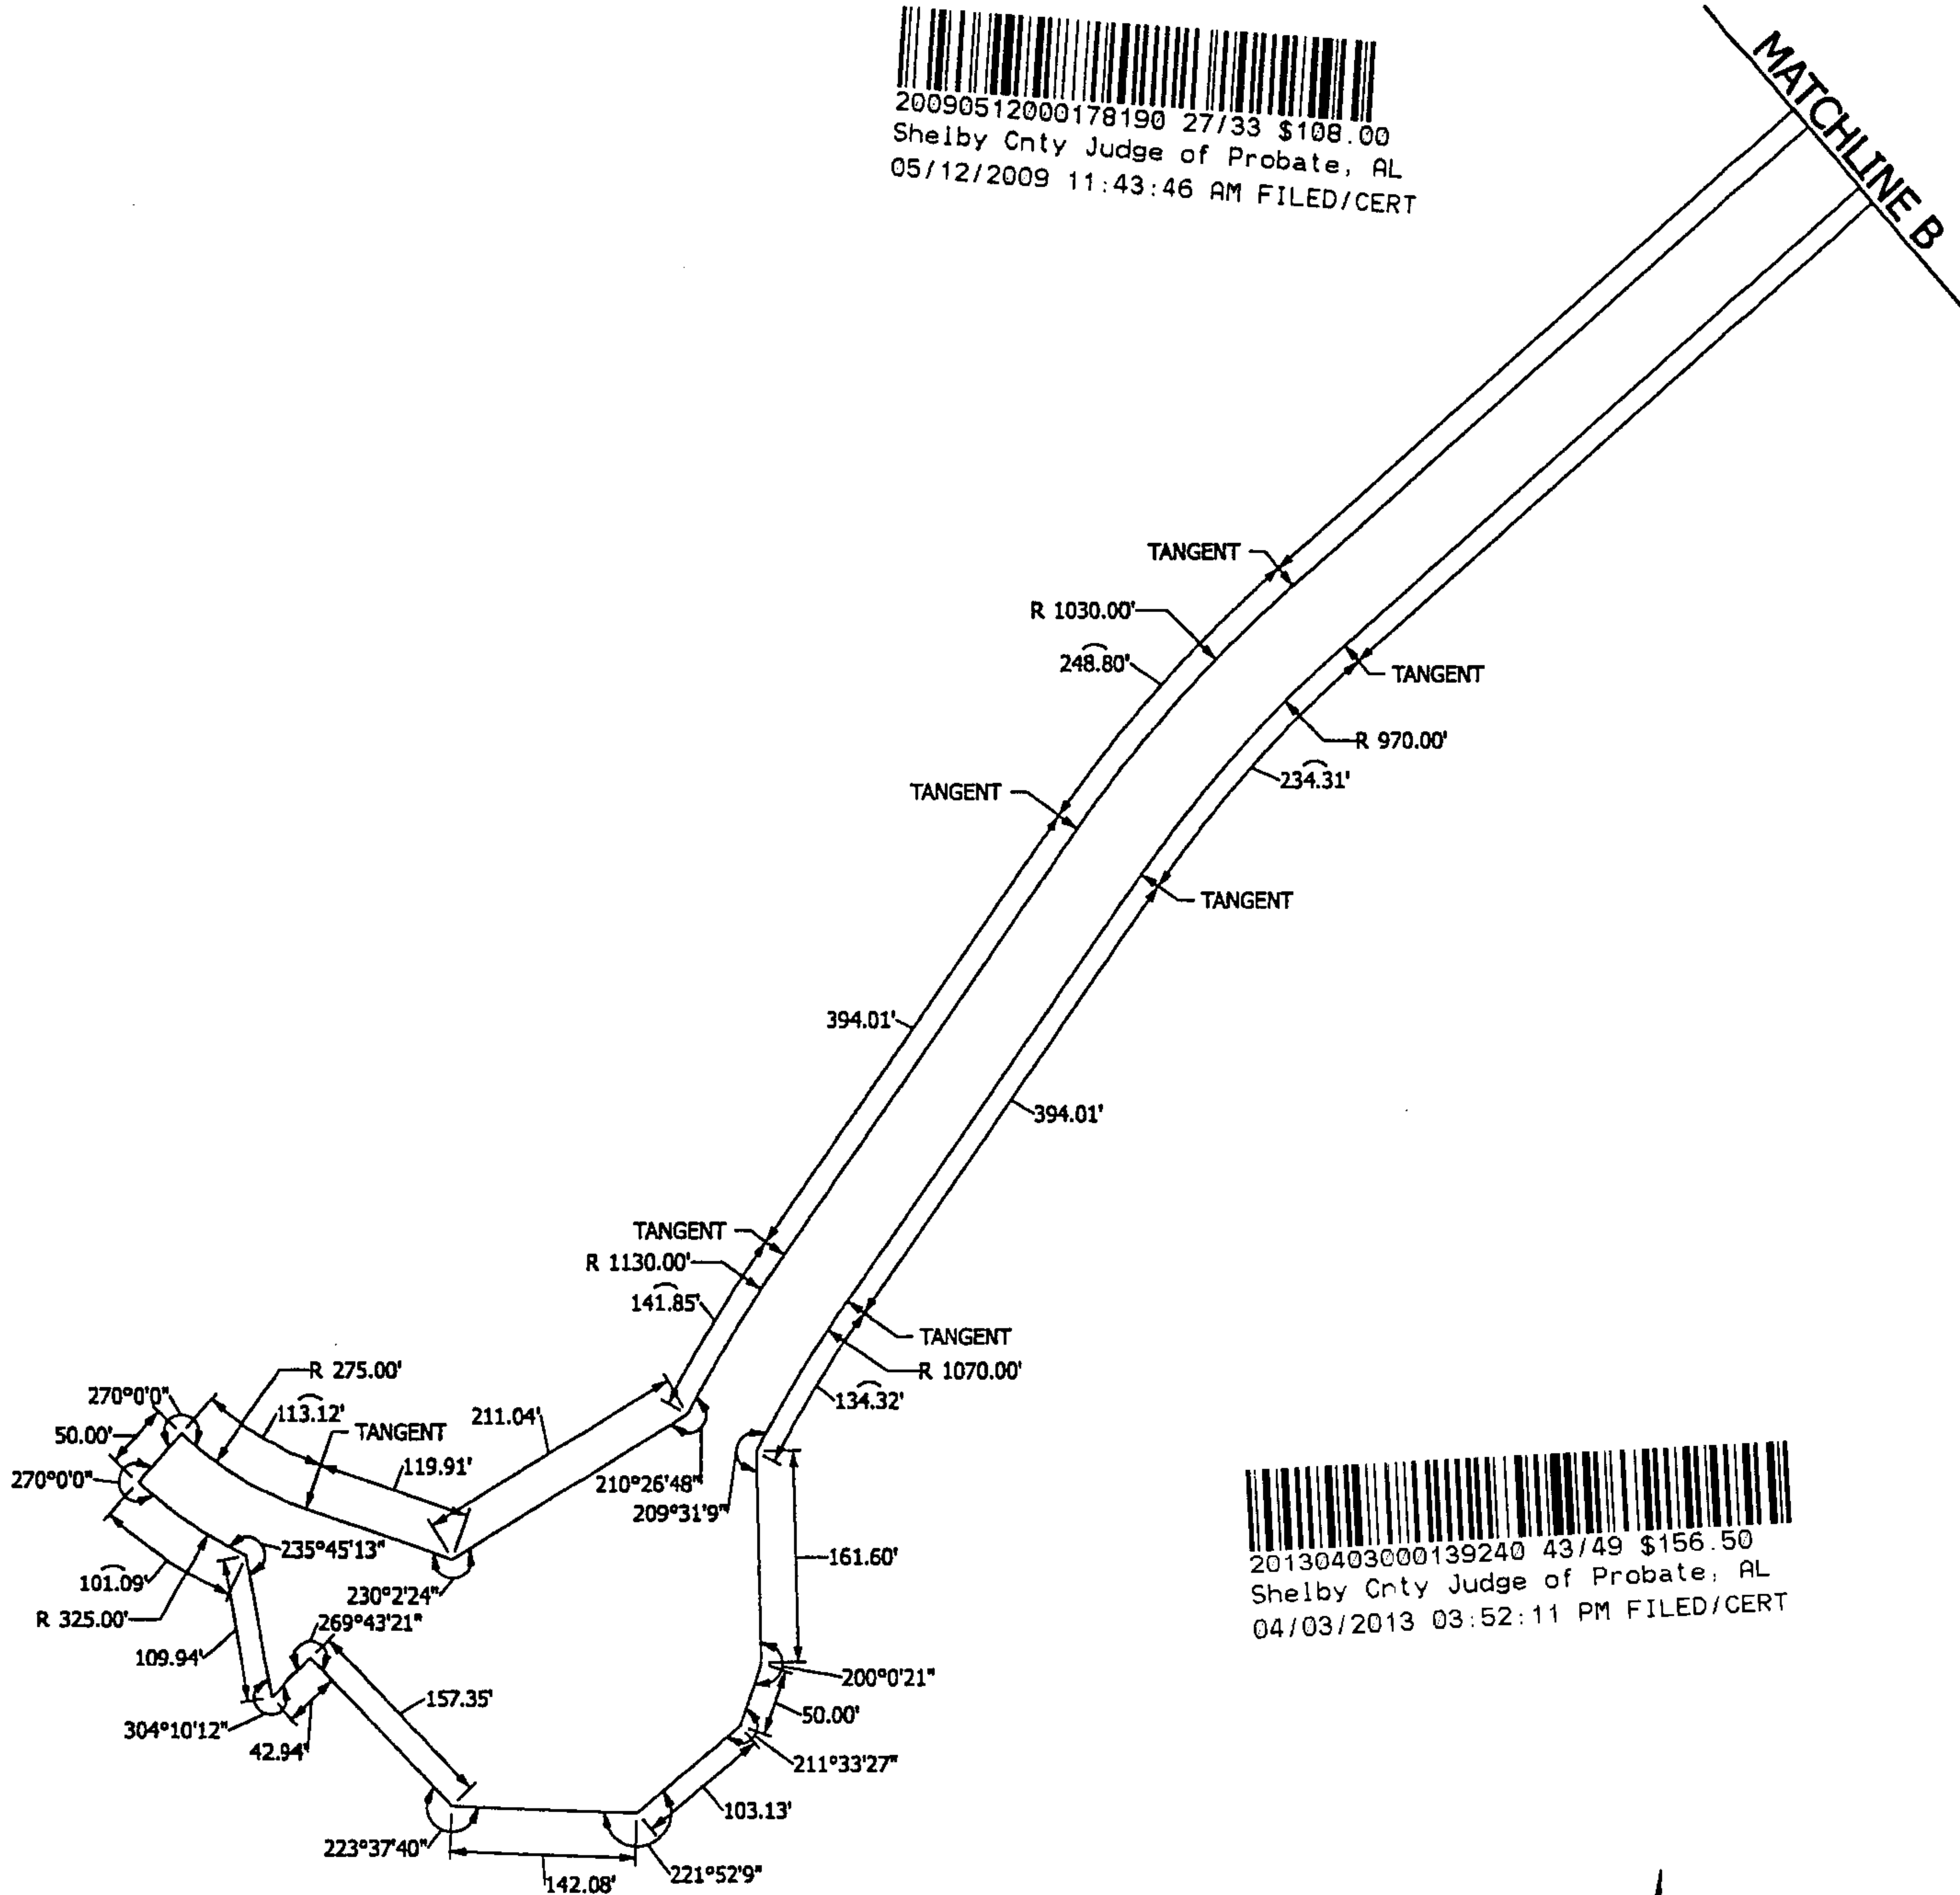 20090512000178190 27/33 $108.00
Shelby Cnty Judge of Probate, AL
05/12/2009 11:43:46 AM FILED/CERT
MATCHLINE B
TANGENT
R 1030.00'
248.80'
TANGENT
R 970.00'
234.31'
TANGENT
TANGENT
394.01'
394.01'
TANGENT
R 1130.00'
141.85'
TANGENT
R 1070.00'
134.32'
R 275.00'
270°0'0"
113.12'
211.04'
50.00'
TANGENT
119.91'
270°0'0"
210°26'48"
209°31'9"
235°45'13"
161.60'
101.09'
230°2'24"
R 325.00'
269°43'21"
109.94'
200°0'21"
157.35'
50.00'
304°10'12"
42.94'
211°33'27"
103.13'
223°37'40"
221°52'9"
142.08'
20130403000139240 43/49 $156.50
Shelby Cnty Judge of Probate, AL
04/03/2013 03:52:11 PM FILED/CERT